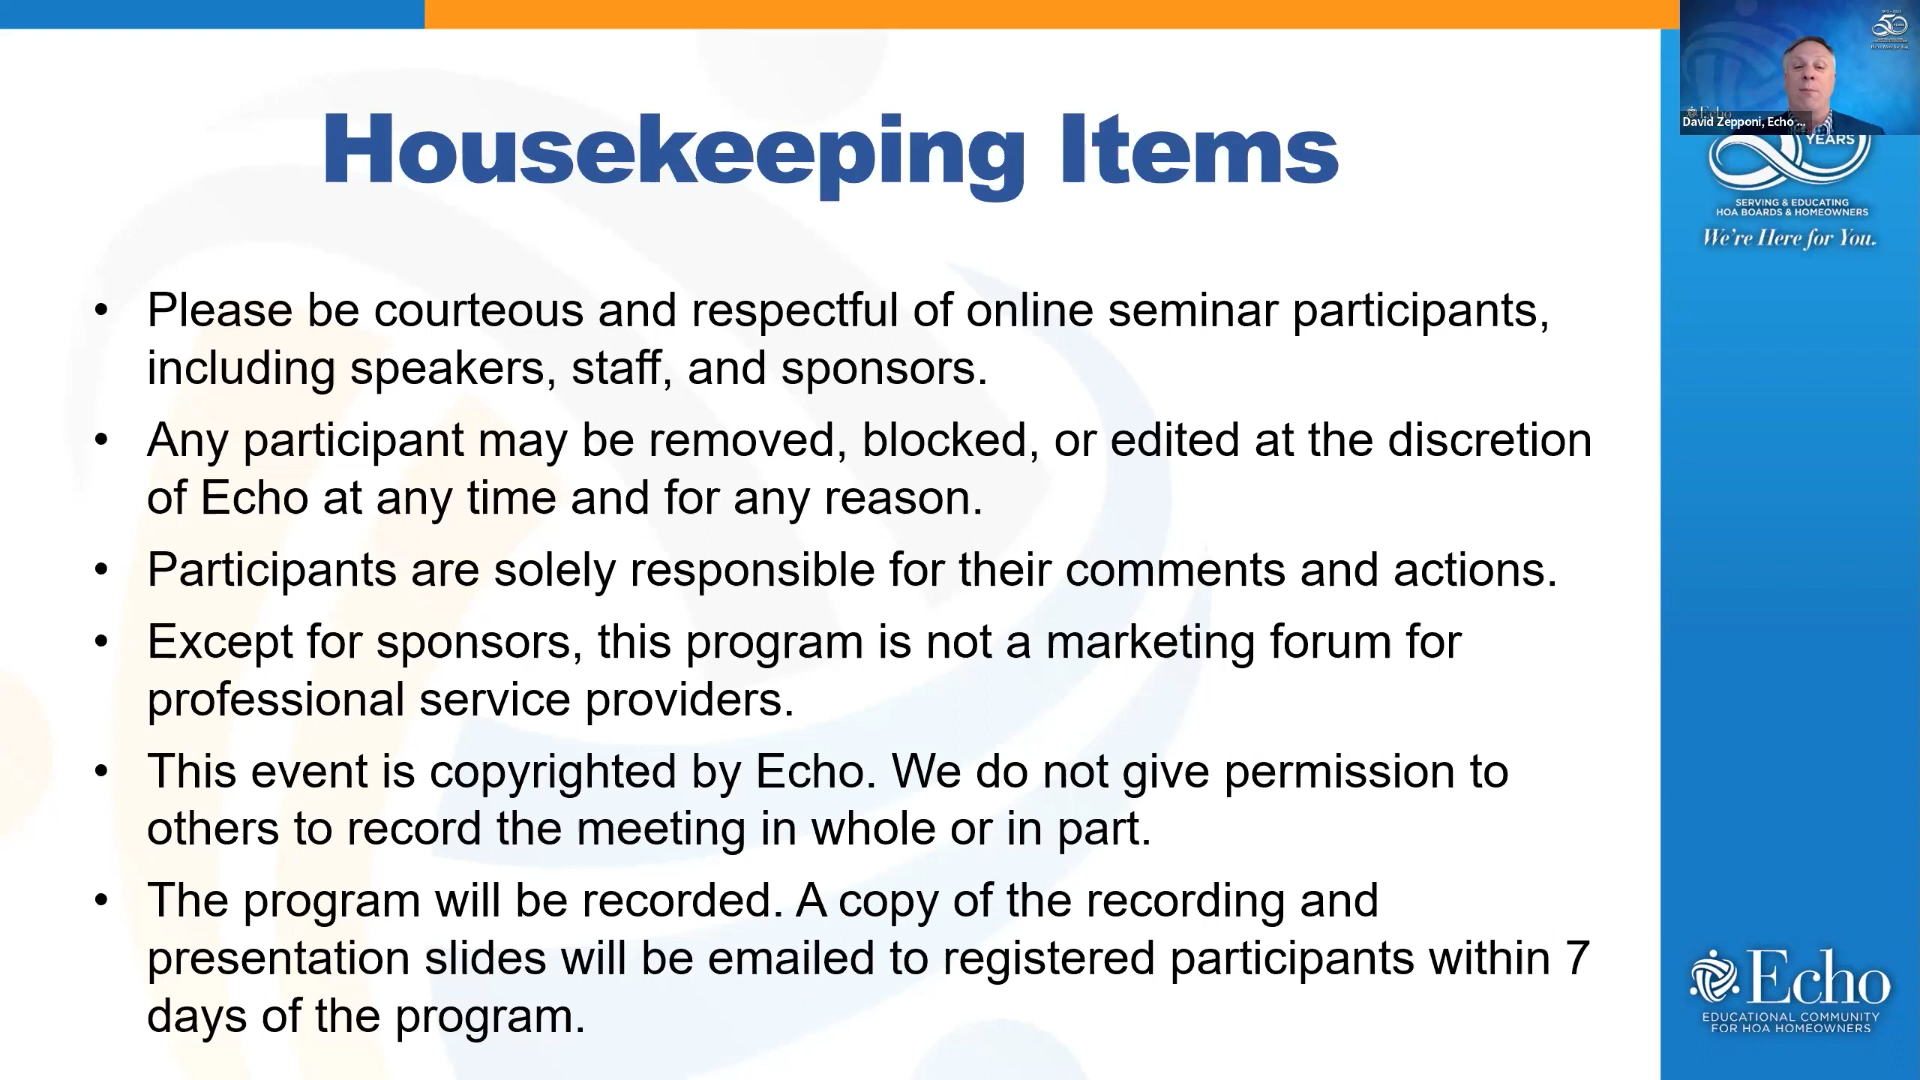 Housekeeping Items
• Please be courteous and respectful of online seminar participants,
including speakers, staff, and sponsors.
• Any participant may be removed, blocked, or edited at the discretion
of Echo at any time and for any reason.
• Participants are solely responsible for their comments and actions.
• Except for sponsors, this program is not a marketing forum for
professional service providers.
• This event is copyrighted by Echo. We do not give permission to
others to record the meeting in whole or in part.
• The program will be recorded. A copy of the recording and
presentation slides will be emailed to registered participants within 7
days of the program.
50
Echo
David Zepponi, Echo ...
YEARS
SERVING & EDUCATING
HOA BOARDS & HOMEOWNERS
We're Here for You.
Echo
EDUCATIONAL COMMUNITY
FOR HOA HOMEOWNERS